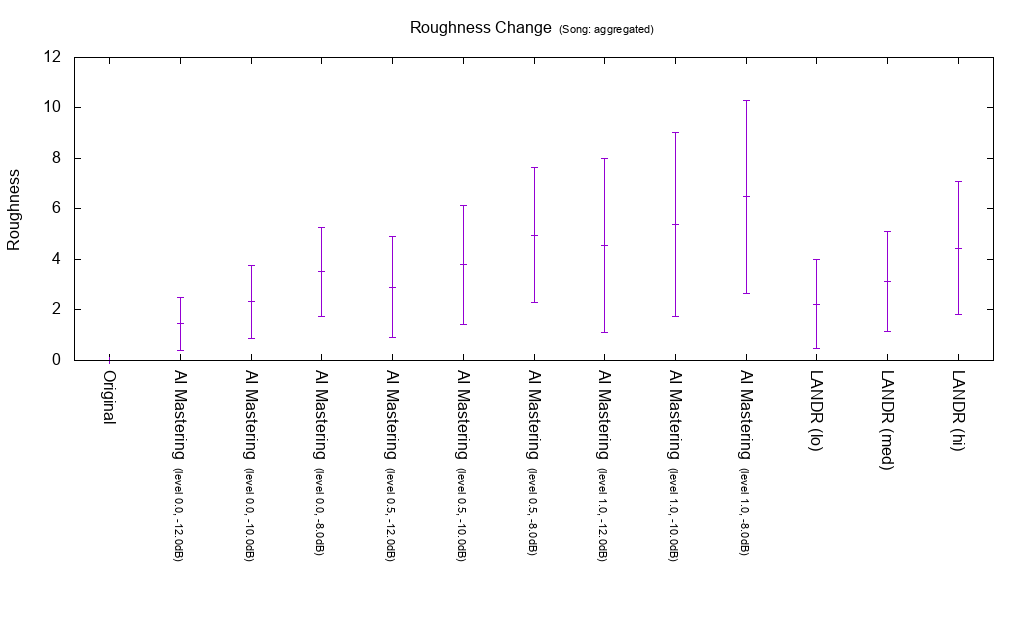 Roughness Change (Song: aggregated)
Roughness
12
10
8
6
4
2
0
Original
AI Mastering (level 0.0, -12.0dB)
AI Mastering (level 0.0, -10.0dB)
AI Mastering (level 0.0, -8.0dB)
AI Mastering (level 0.5, -12.0dB)
AI Mastering (level 0.5, -10.0dB)
AI Mastering (level 0.5, -8.0dB)
AI Mastering (level 1.0, -12.0dB)
AI Mastering (level 1.0, -10.0dB)
AI Mastering (level 1.0, -8.0dB)
LANDR (lo)
LANDR (med)
LANDR (hi)